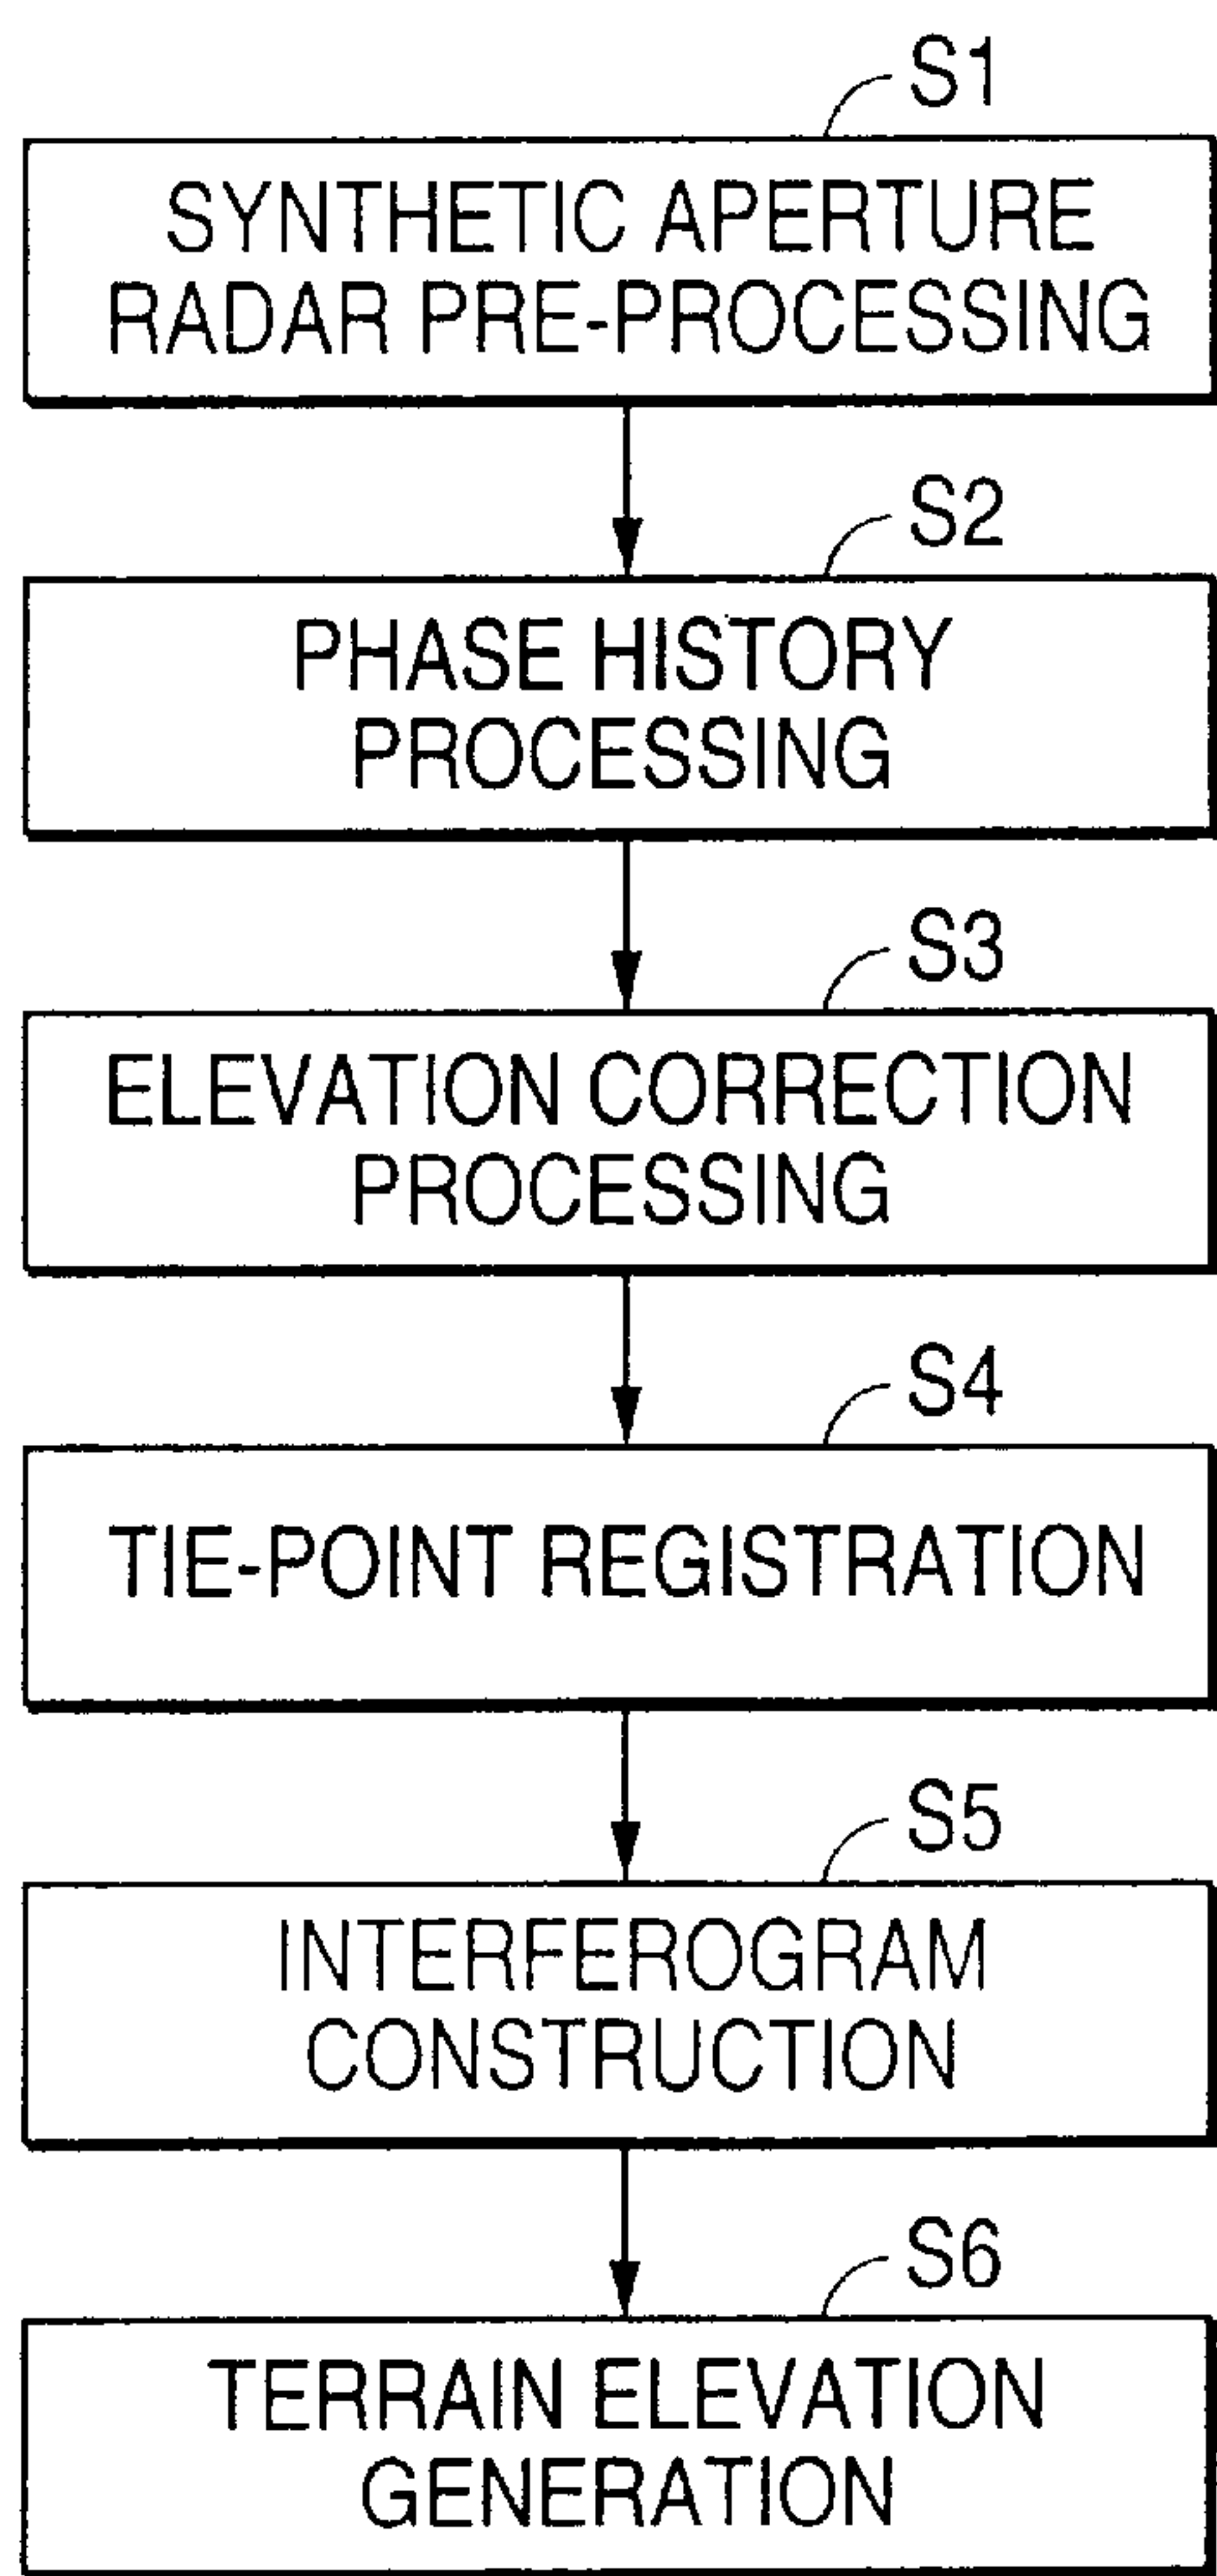 S1
SYNTHETIC APERTURE
RADAR PRE-PROCESSING
S2
PHASE HISTORY
PROCESSING
S3
ELEVATION CORRECTION
PROCESSING
S4
TIE-POINT REGISTRATION
S5
INTERFEROGRAM
CONSTRUCTION
S6
TERRAIN ELEVATION
GENERATION